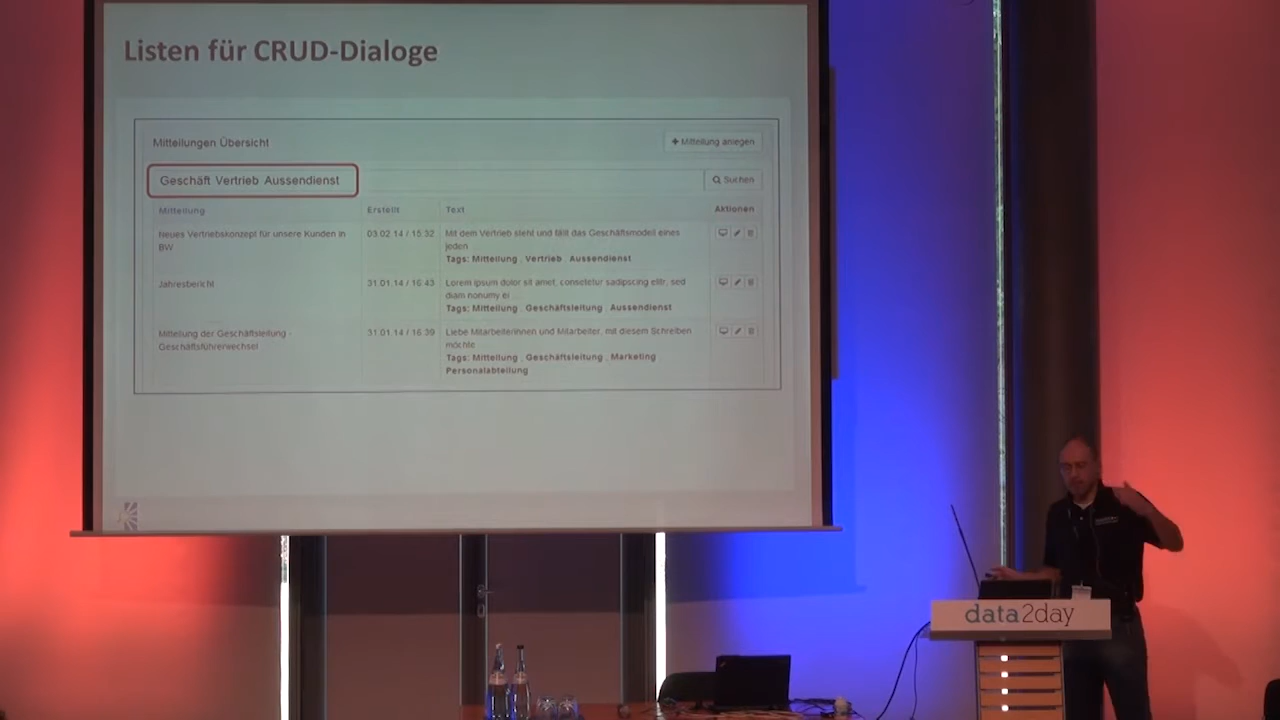 Listen für CRUD-Dialoge
Mitteilungen Übersicht
Mitteilung anlegen
Geschäft Vertrieb Aussendienst
Suchen
Mitteilung Erstellt Text Aktionen
Neues Vertriebskonzept für unsere Kunden in
BW
03.02.14 / 15:32
Mit dem Vertrieb steht und fällt das Geschäftsmodell eines
jeden
Tags: Mitteilung , Vertrieb , Aussendienst
Jahresbericht
31.01.14 / 16:43
Lorem ipsum dolor sit amet, consetetur sadipscing elitr, sed
diam nonumy ei
Tags: Mitteilung , Geschäftsleitung , Aussendienst
Mitteilung der Geschäftsleitung -
Geschäftsführerwechsel
31.01.14 / 16:39
Liebe Mitarbeiterinnen und Mitarbeiter, mit diesem Schreiben
möchte
Tags: Mitteilung , Geschäftsleitung , Marketing
Personalabteilung
data2day